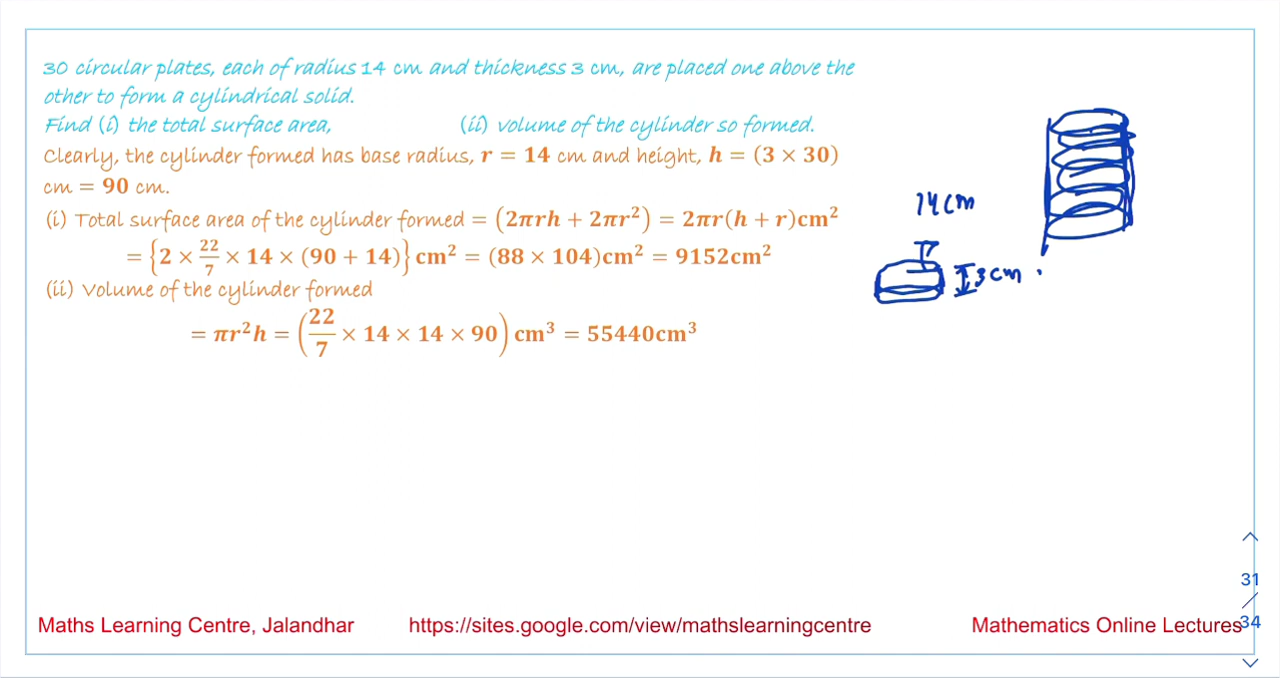 30 circular plates, each of radius 14 cm and thickness 3 cm, are placed one above the
other to form a cylindrical solid.
Find (i) the total surface area, (ii) volume of the cylinder so formed.
Clearly, the cylinder formed has base radius, r = 14 cm and height, h = (3 × 30)
cm = 90 cm.
(i) Total surface area of the cylinder formed = (2πrh + 2πr²) = 2πr(h + r)cm²
= {2 × 22/7 × 14 × (90 + 14)} cm² = (88 × 104)cm² = 9152cm²
(ii) Volume of the cylinder formed
= πr²h = (22/7 × 14 × 14 × 90) cm³ = 55440cm³
14 cm
3 cm
31
/
34
Maths Learning Centre, Jalandhar https://sites.google.com/view/mathslearningcentre Mathematics Online Lectures